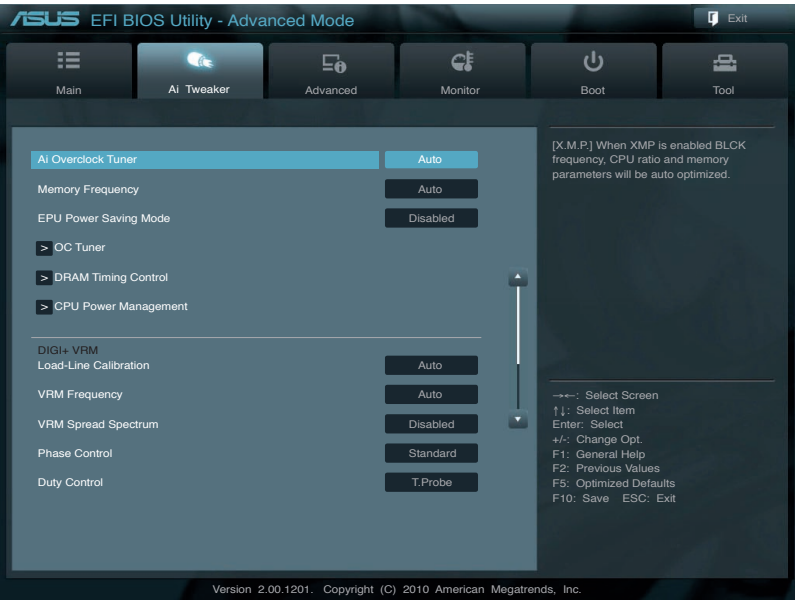 ASUS EFI BIOS Utility - Advanced Mode
Exit
Main
Ai Tweaker
Advanced
Monitor
Boot
Tool
Ai Overclock Tuner Auto
Memory Frequency Auto
EPU Power Saving Mode Disabled
> OC Tuner
> DRAM Timing Control
> CPU Power Management
DIGI+ VRM
Load-Line Calibration Auto
VRM Frequency Auto
VRM Spread Spectrum Disabled
Phase Control Standard
Duty Control T.Probe
[X.M.P.] When XMP is enabled BLCK
frequency, CPU ratio and memory
parameters will be auto optimized.
→←: Select Screen
↑↓: Select Item
Enter: Select
+/-: Change Opt.
F1: General Help
F2: Previous Values
F5: Optimized Defaults
F10: Save ESC: Exit
Version 2.00.1201. Copyright (C) 2010 American Megatrends, Inc.